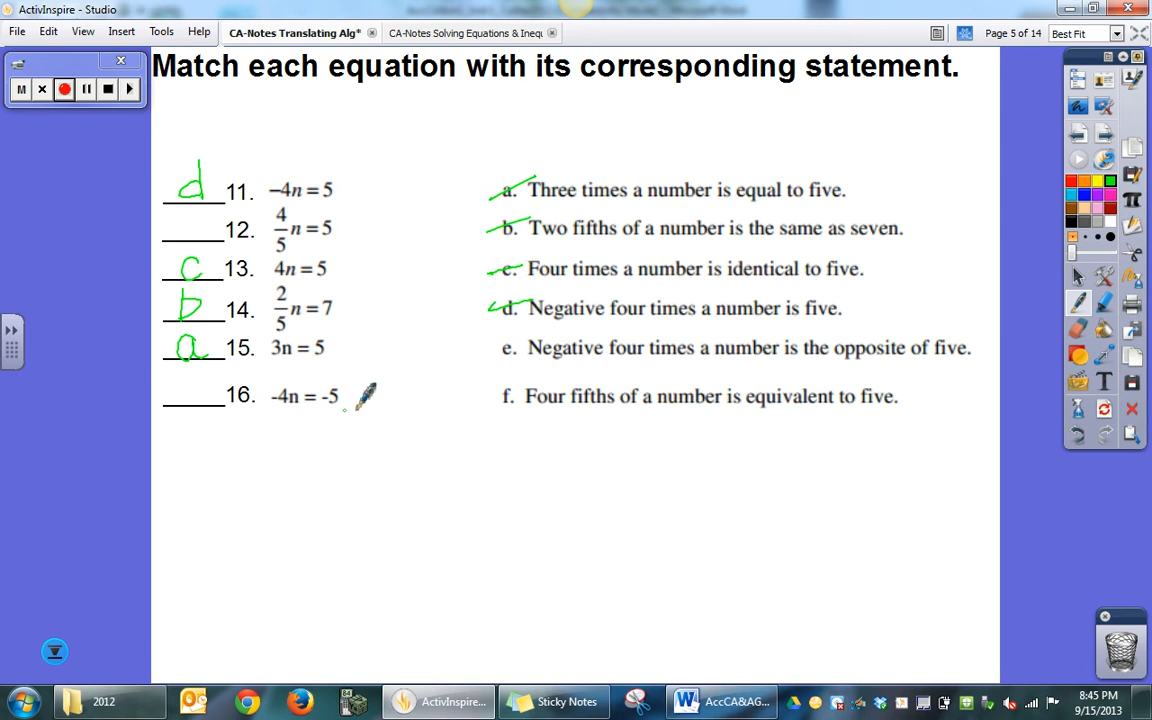 ActivInspire - Studio
File Edit View Insert Tools Help
CA-Notes Translating Alg* CA-Notes Solving Equations & Inequ
Page 5 of 14 Best Fit
M
Match each equation with its corresponding statement.
d 11. –4n = 5 a. Three times a number is equal to five.
12. 4/5 n = 5 b. Two fifths of a number is the same as seven.
c 13. 4n = 5 c. Four times a number is identical to five.
b 14. 2/5 n = 7 d. Negative four times a number is five.
a 15. 3n = 5 e. Negative four times a number is the opposite of five.
16. -4n = -5 f. Four fifths of a number is equivalent to five.
2012 ActivInspire... Sticky Notes AccCA&AG...
8:45 PM
9/15/2013